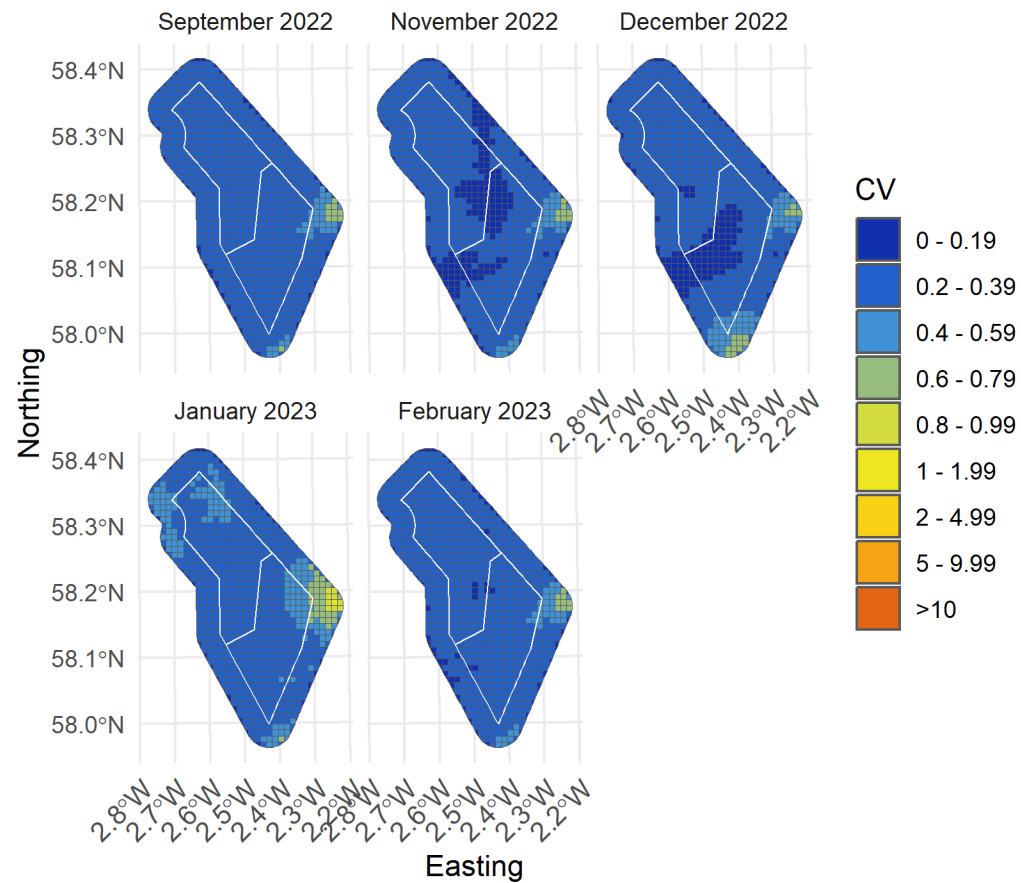 September 2022
November 2022
December 2022
58.4°N
58.3°N
58.2°N
58.1°N
58.0°N
CV
0 - 0.19
0.2 - 0.39
0.4 - 0.59
0.6 - 0.79
0.8 - 0.99
1 - 1.99
2 - 4.99
5 - 9.99
>10
Northing
2.8°W
2.7°W
2.6°W
2.5°W
2.4°W
2.3°W
2.2°W
January 2023
February 2023
58.4°N
58.3°N
58.2°N
58.1°N
58.0°N
2.8°W
2.7°W
2.6°W
2.5°W
2.4°W
2.3°W
2.2°W
2.8°W
2.7°W
2.6°W
2.5°W
2.4°W
2.3°W
2.2°W
Easting